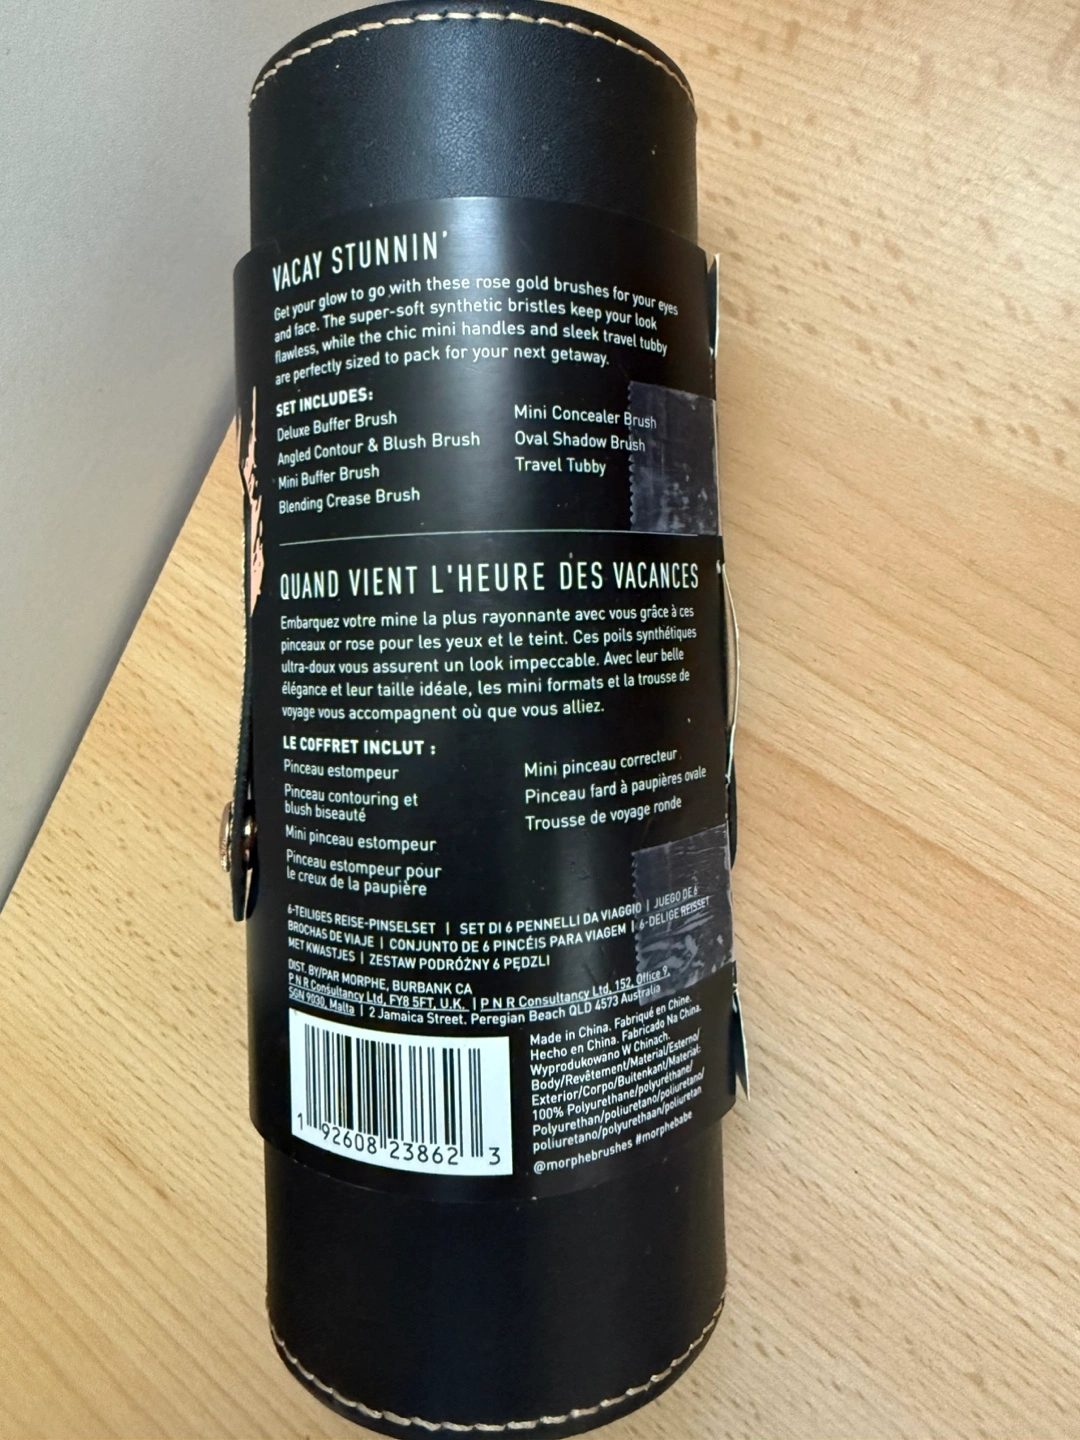 VACAY STUNNIN'
Get your glow to go with these rose gold brushes for your eyes
and face. The super-soft synthetic bristles keep your look
flawless, while the chic mini handles and sleek travel tubby
are perfectly sized to pack for your next getaway.
SET INCLUDES:
Deluxe Buffer Brush
Angled Contour & Blush Brush
Mini Buffer Brush
Blending Crease Brush
Mini Concealer Brush
Oval Shadow Brush
Travel Tubby
QUAND VIENT L'HEURE DES VACANCES
Embarquez votre mine la plus rayonnante avec vous grâce à ces
pinceaux or rose pour les yeux et le teint. Ces poils synthétiques
ultra-doux vous assurent un look impeccable. Avec leur belle
élégance et leur taille idéale, les mini formats et la trousse de
voyage vous accompagnent où que vous alliez.
LE COFFRET INCLUT :
Pinceau estompeur
Pinceau contouring et
blush biseauté
Mini pinceau estompeur
Pinceau estompeur pour
le creux de la paupière
Mini pinceau correcteur
Pinceau fard à paupières ovale
Trousse de voyage ronde
6-TEILIGES REISE-PINSELSET | SET DI 6 PENNELLI DA VIAGGIO | JUEGO DE 6
BROCHAS DE VIAJE | CONJUNTO DE 6 PINCÉIS PARA VIAGEM | 6-DELIGE REISSET
MET KWASTJES | ZESTAW PODRÓŻNY 6 PĘDZLI
DIST. BY/PAR MORPHE, BURBANK CA
P N R Consultancy Ltd, FY8 5FT, U.K. | P N R Consultancy Ltd, 152, Office 9,
SGN 9030, Malta | 2 Jamaica Street, Peregian Beach QLD 4573 Australia
1 92608 23862 3
Made in China. Fabriqué en Chine.
Hecho en China. Fabricado Na China.
Wyprodukowano W Chinach.
Body/Revêtement/Material/Esterno/
Exterior/Corpo/Buitenkant/Materiał:
100% Polyurethane/polyuréthane/
Polyurethan/poliuretano/poliuretano/
poliuretano/polyurethaan/poliuretan
@morphebrushes #morphebabe